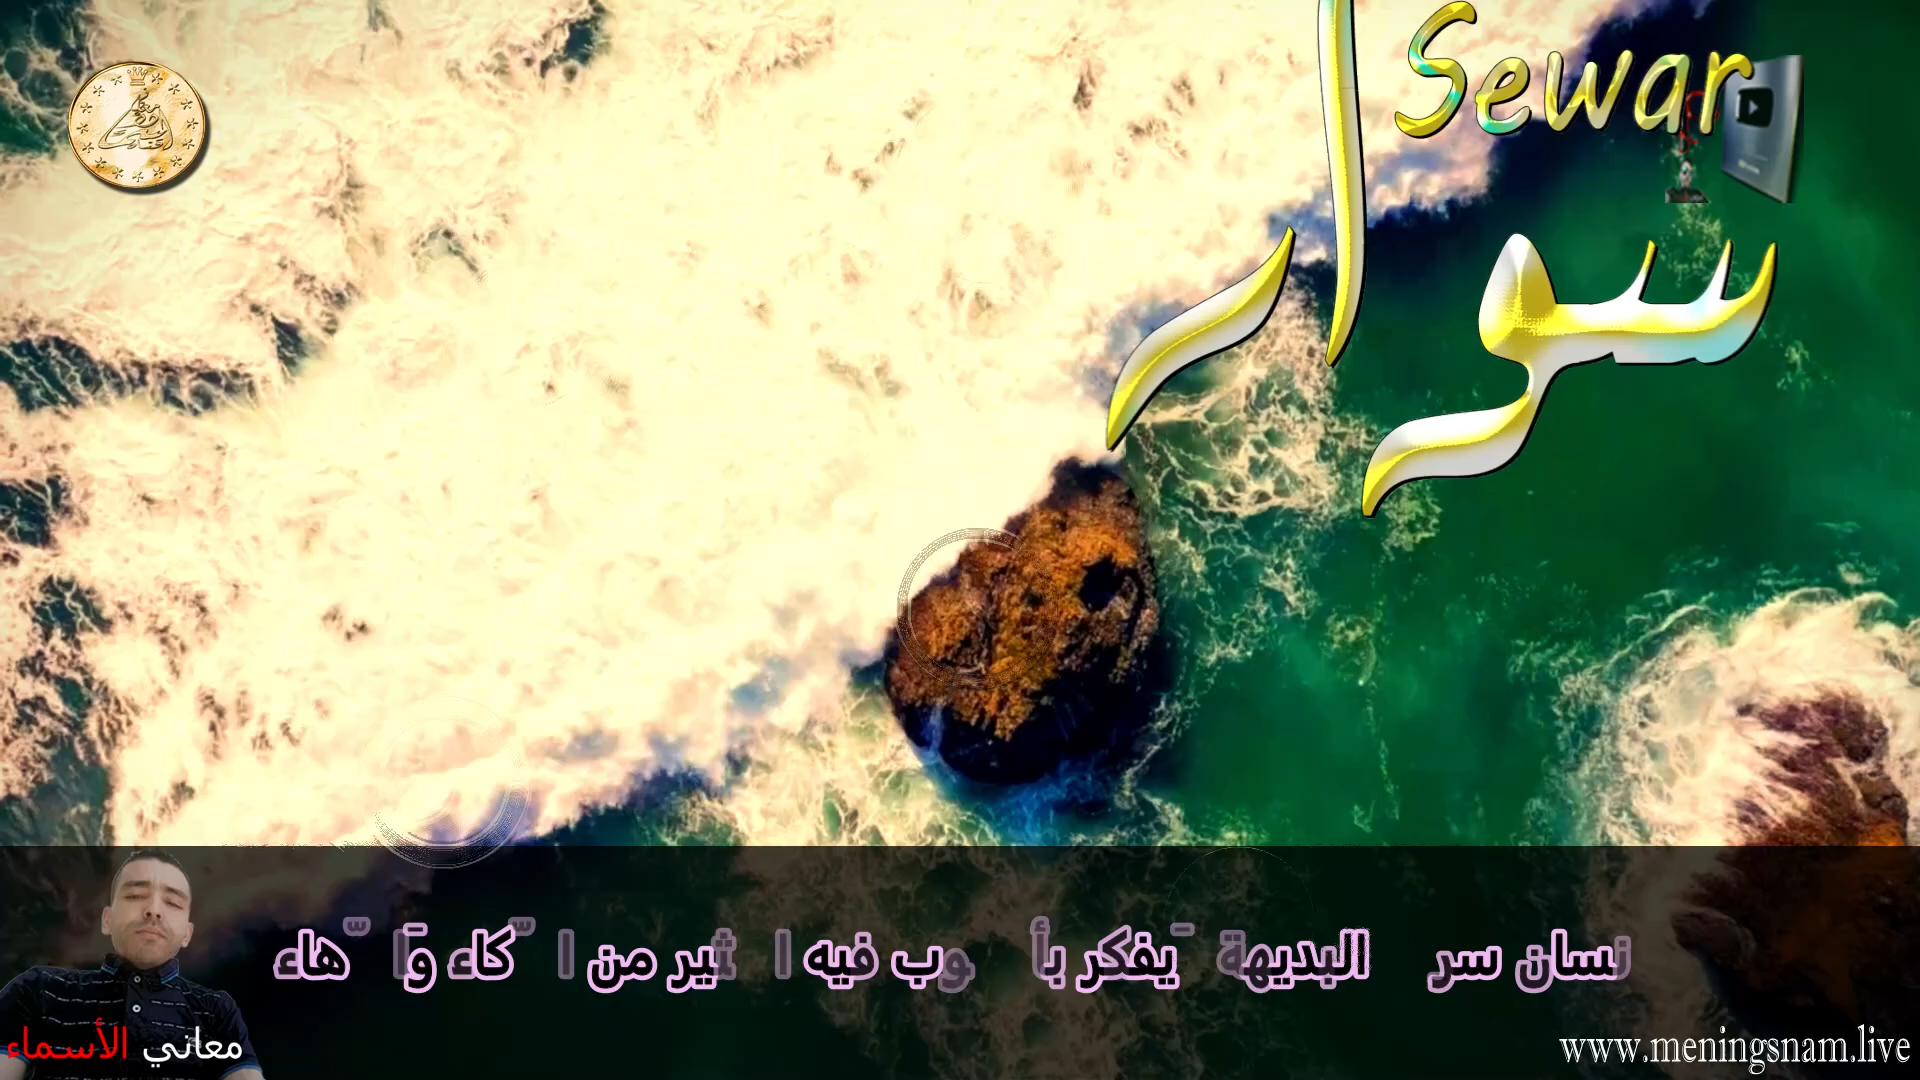 Sewar
سوار
نسان سر البديهة يفكر بأ وب فيه ا ثير من ا كاء وَا هاء
معاني الأسماء
www.meningsnam.live